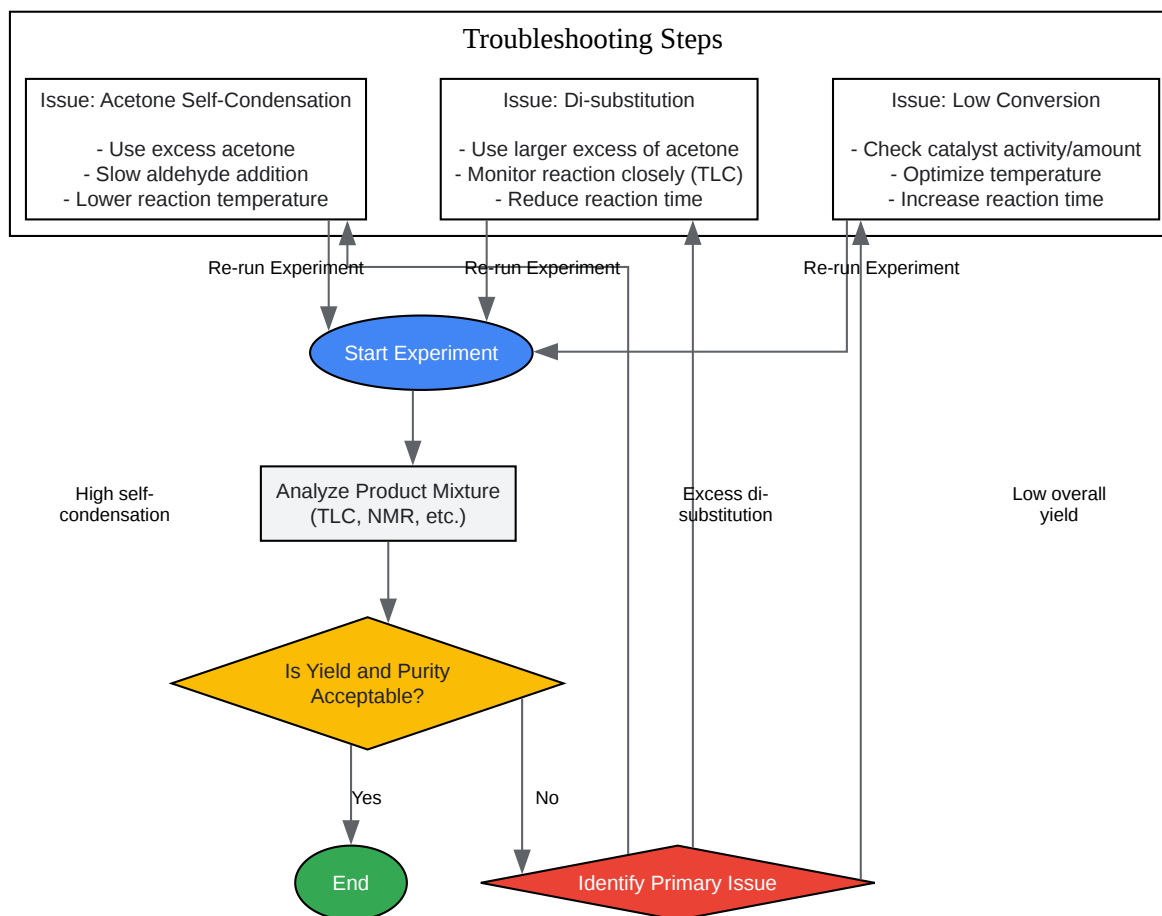 Troubleshooting Steps
Issue: Acetone Self-Condensation
- Use excess acetone
- Slow aldehyde addition
- Lower reaction temperature
Issue: Di-substitution
- Use larger excess of acetone
- Monitor reaction closely (TLC)
- Reduce reaction time
Issue: Low Conversion
- Check catalyst activity/amount
- Optimize temperature
- Increase reaction time
Re-run Experiment
Re-run Experiment
Re-run Experiment
Start Experiment
High self-
condensation
Analyze Product Mixture
(TLC, NMR, etc.)
Excess di-
substitution
Low overall
yield
Is Yield and Purity
Acceptable?
Yes
No
End
Identify Primary Issue